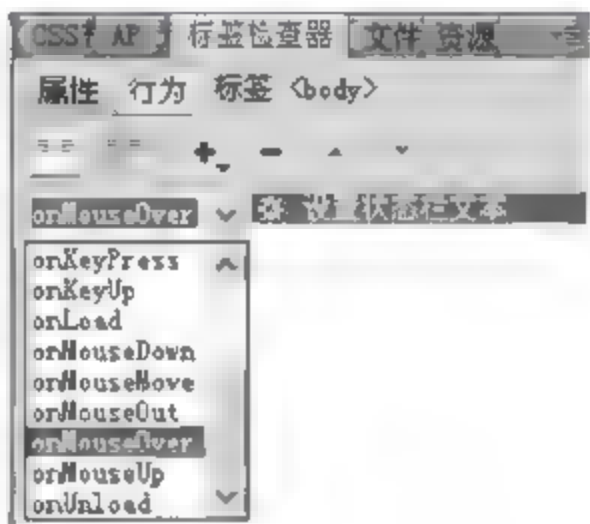 CSS AP 标签检查器 文件 资源
属性 行为 标签 <body>
onMouseOver 设置状态栏文本
onKeyPress
onKeyUp
onLoad
onMouseDown
onMouseMove
onMouseOut
onMouseOver
onMouseUp
onUnload